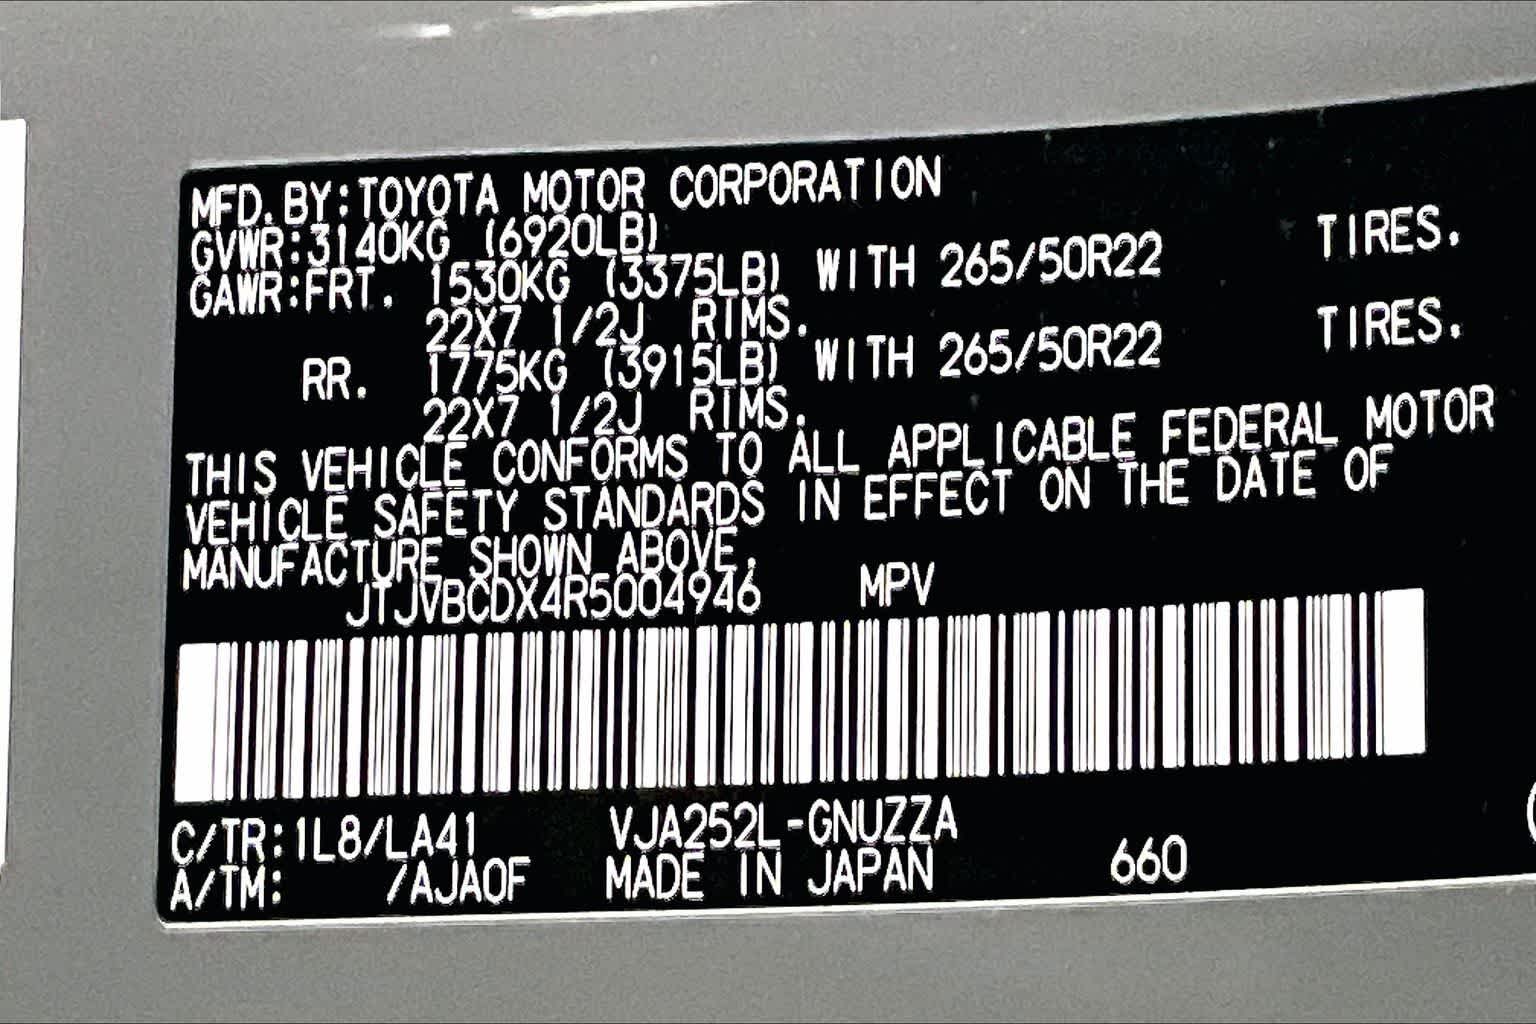 MFD.BY:TOYOTA MOTOR CORPORATION
GVWR:3140KG (6920LB)
GAWR:FRT. 1530KG (3375LB) WITH 265/50R22 TIRES.
22X7 1/2J RIMS.
RR. 1775KG (3915LB) WITH 265/50R22 TIRES.
22X7 1/2J RIMS.
THIS VEHICLE CONFORMS TO ALL APPLICABLE FEDERAL MOTOR
VEHICLE SAFETY STANDARDS IN EFFECT ON THE DATE OF
MANUFACTURE SHOWN ABOVE.
JTJVBCDX4R5004946 MPV
C/TR:1L8/LA41 VJA252L-GNUZZA
A/TM: /AJA0F MADE IN JAPAN 660